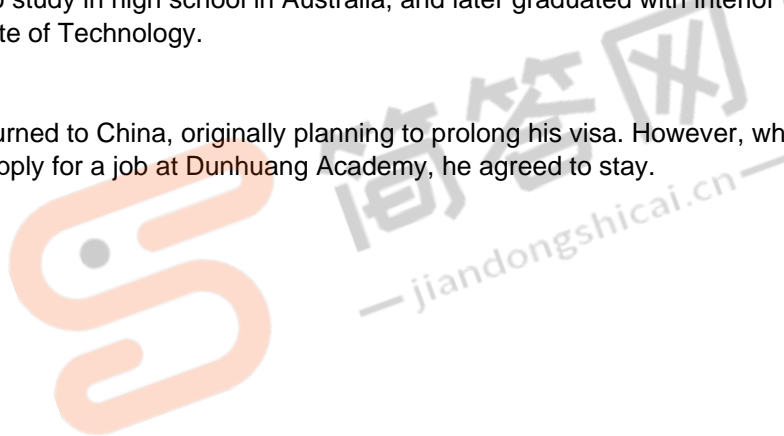 study in high school in Australia, and later graduated with interior
te of Technology.
urned to China, originally planning to prolong his visa. However, wh
pply for a job at Dunhuang Academy, he agreed to stay.
简答网
jiandongshicai.cn